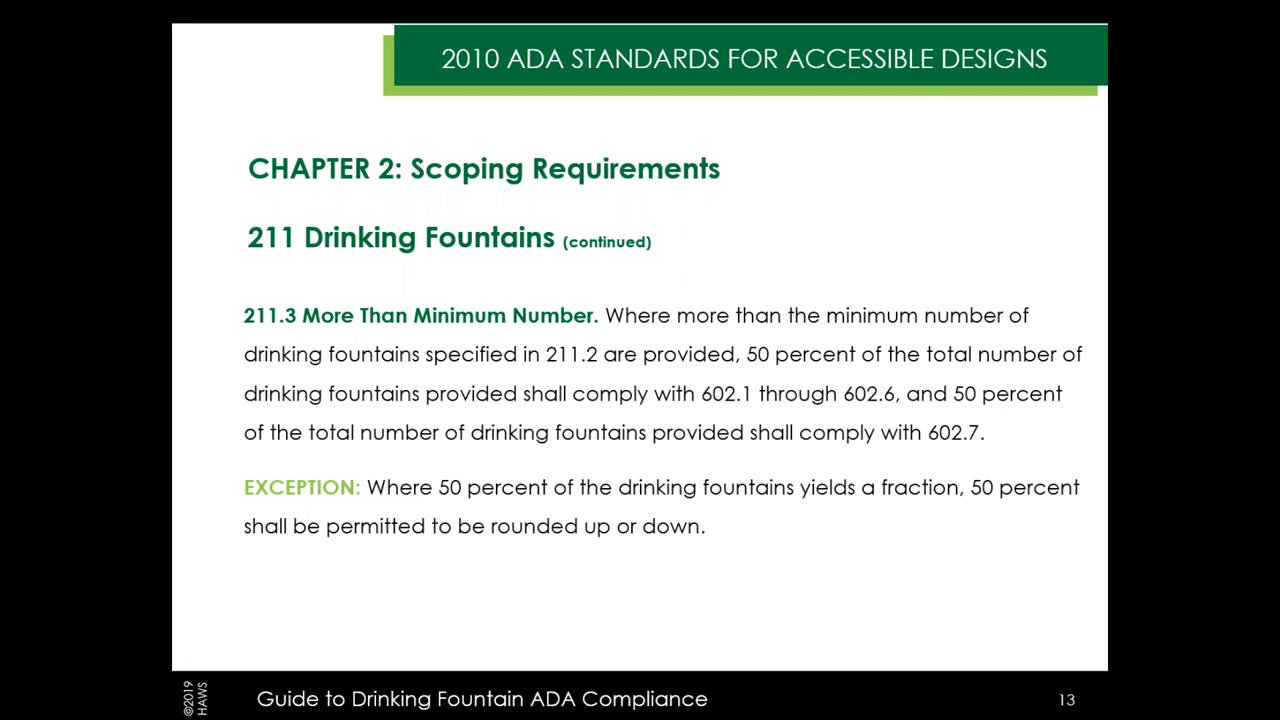 2010 ADA STANDARDS FOR ACCESSIBLE DESIGNS
CHAPTER 2: Scoping Requirements
211 Drinking Fountains (continued)
211.3 More Than Minimum Number. Where more than the minimum number of
drinking fountains specified in 211.2 are provided, 50 percent of the total number of
drinking fountains provided shall comply with 602.1 through 602.6, and 50 percent
of the total number of drinking fountains provided shall comply with 602.7.
EXCEPTION: Where 50 percent of the drinking fountains yields a fraction, 50 percent
shall be permitted to be rounded up or down.
©2019
HAWS
Guide to Drinking Fountain ADA Compliance
13